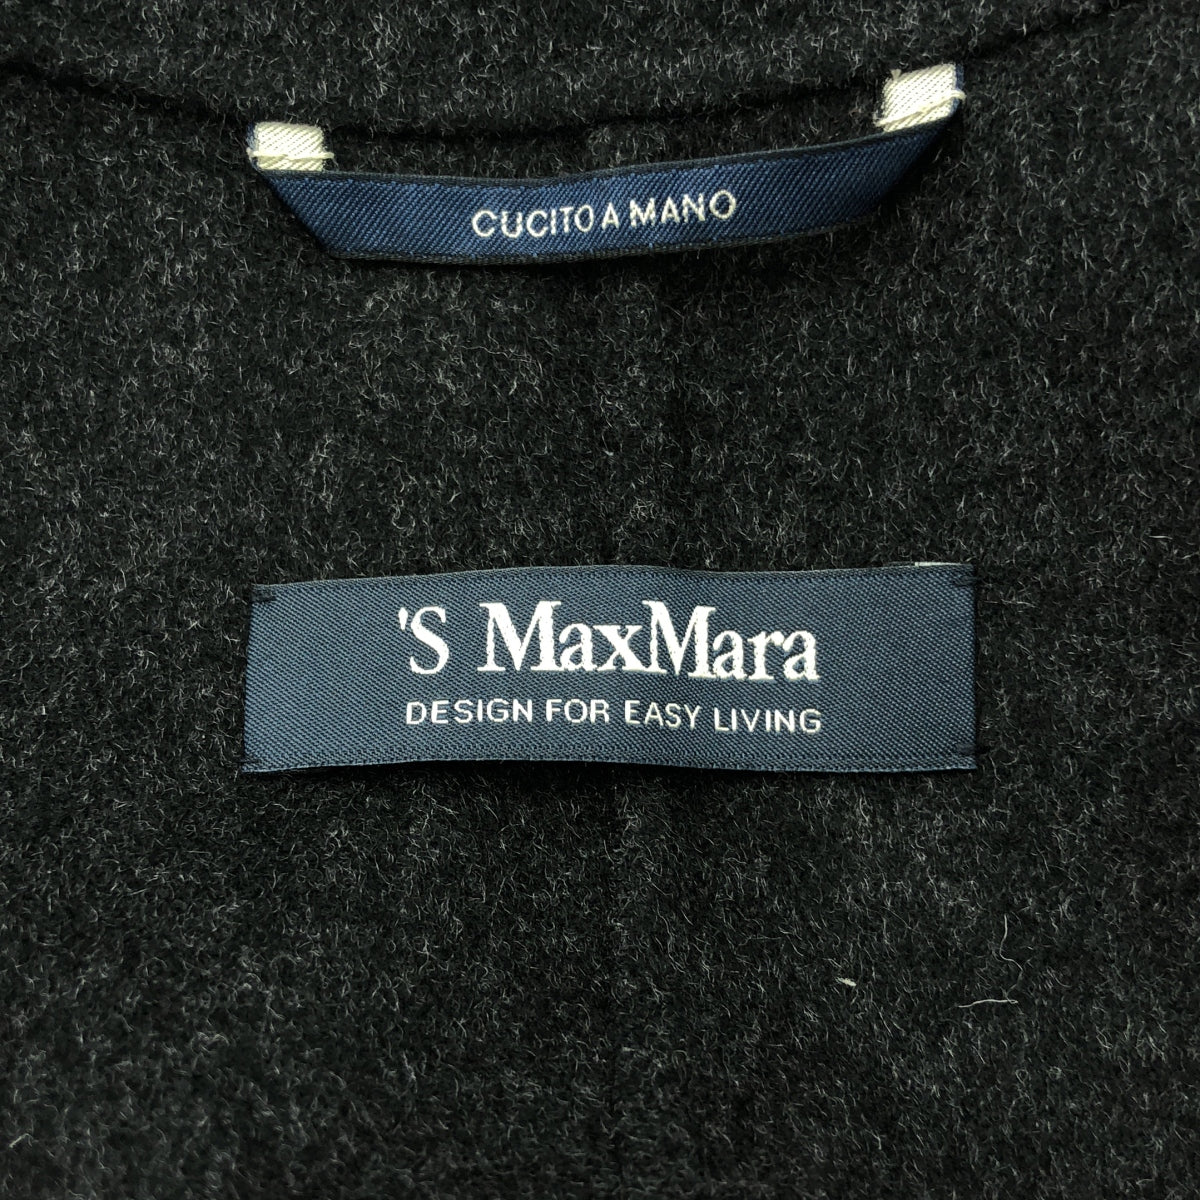 CUCITO A MANO
'S MaxMara
DESIGN FOR EASY LIVING